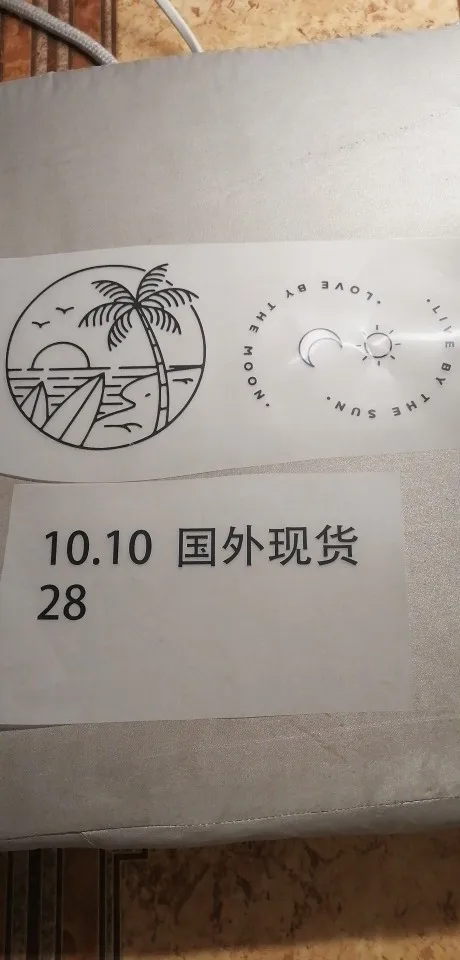 · LIVE BY THE SUN ·
· LOVE BY THE MOON ·
10.10 国外现货
28